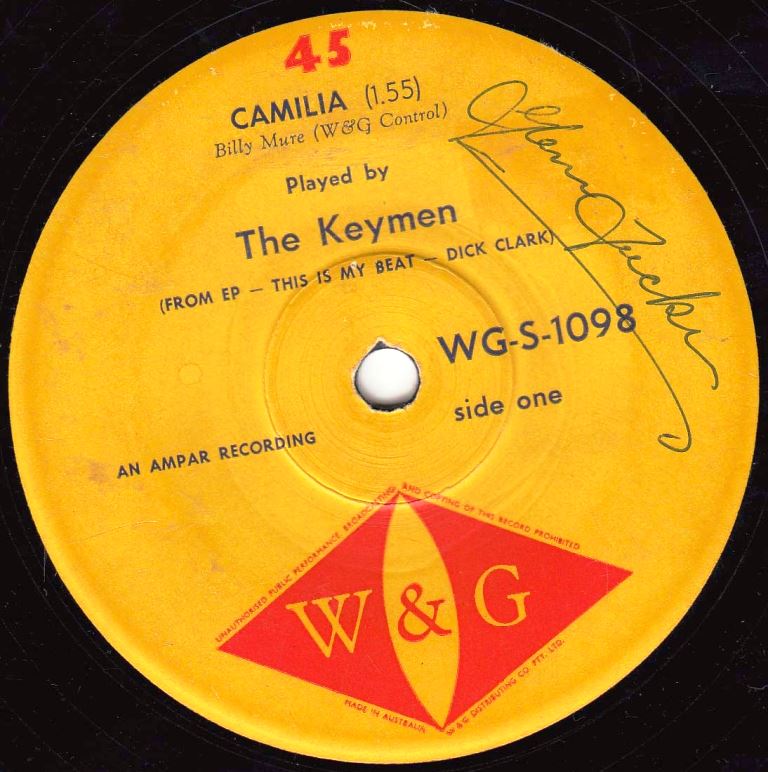 45
CAMILIA (1.55)
Billy Mure (W&G Control)
Played by
The Keymen
(FROM EP — THIS IS MY BEAT — DICK CLARK)
WG-S-1098
side one
AN AMPAR RECORDING
UNAUTHORISED PUBLIC PERFORMANCE BROADCASTING AND COPYING OF THIS RECORD PROHIBITED
W & G
MADE IN AUSTRALIA
W & G DISTRIBUTING CO. PTY. LTD.